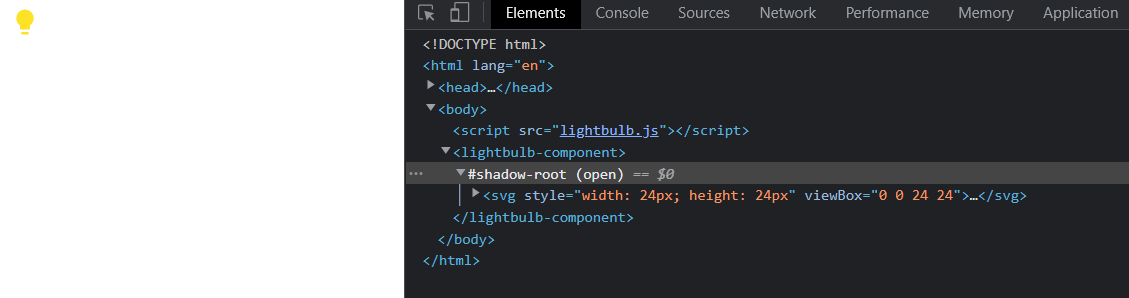 Elements Console Sources Network Performance Memory Application
<!DOCTYPE html>
<html lang="en">
<head>…</head>
<body>
<script src="lightbulb.js"></script>
<lightbulb-component>
#shadow-root (open) == $0
<svg style="width: 24px; height: 24px" viewBox="0 0 24 24">…</svg>
</lightbulb-component>
</body>
</html>